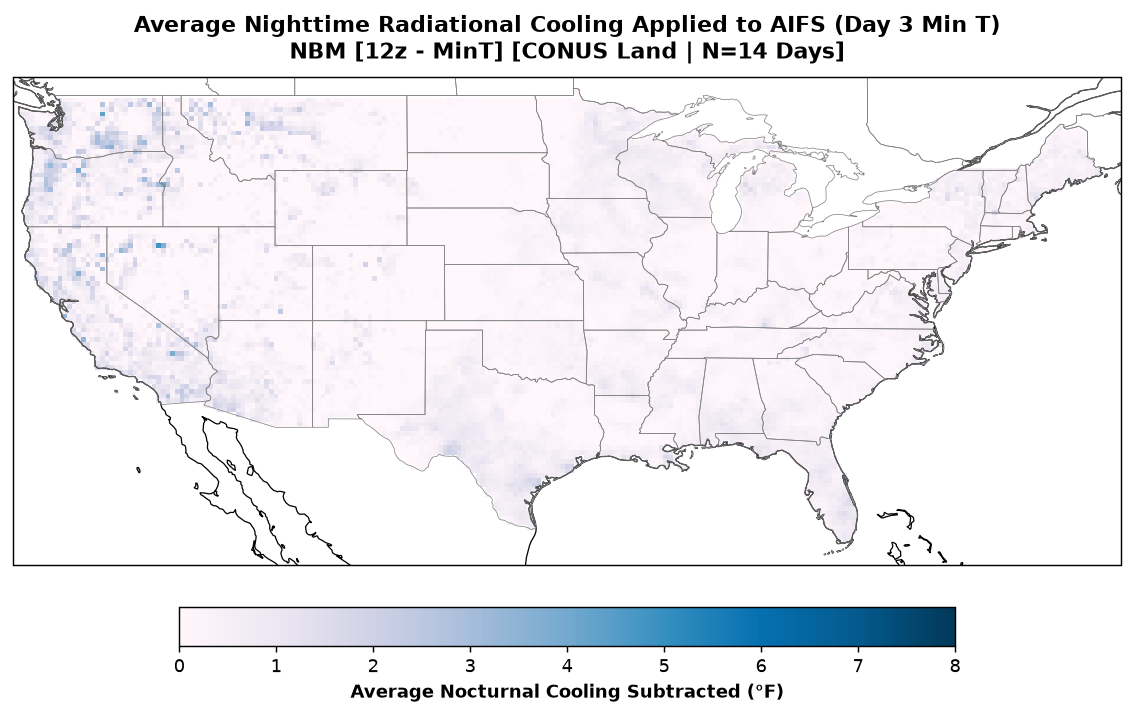 Average Nighttime Radiational Cooling Applied to AIFS (Day 3 Min T)
NBM [12z - MinT] [CONUS Land | N=14 Days]
0 1 2 3 4 5 6 7 8
Average Nocturnal Cooling Subtracted (°F)